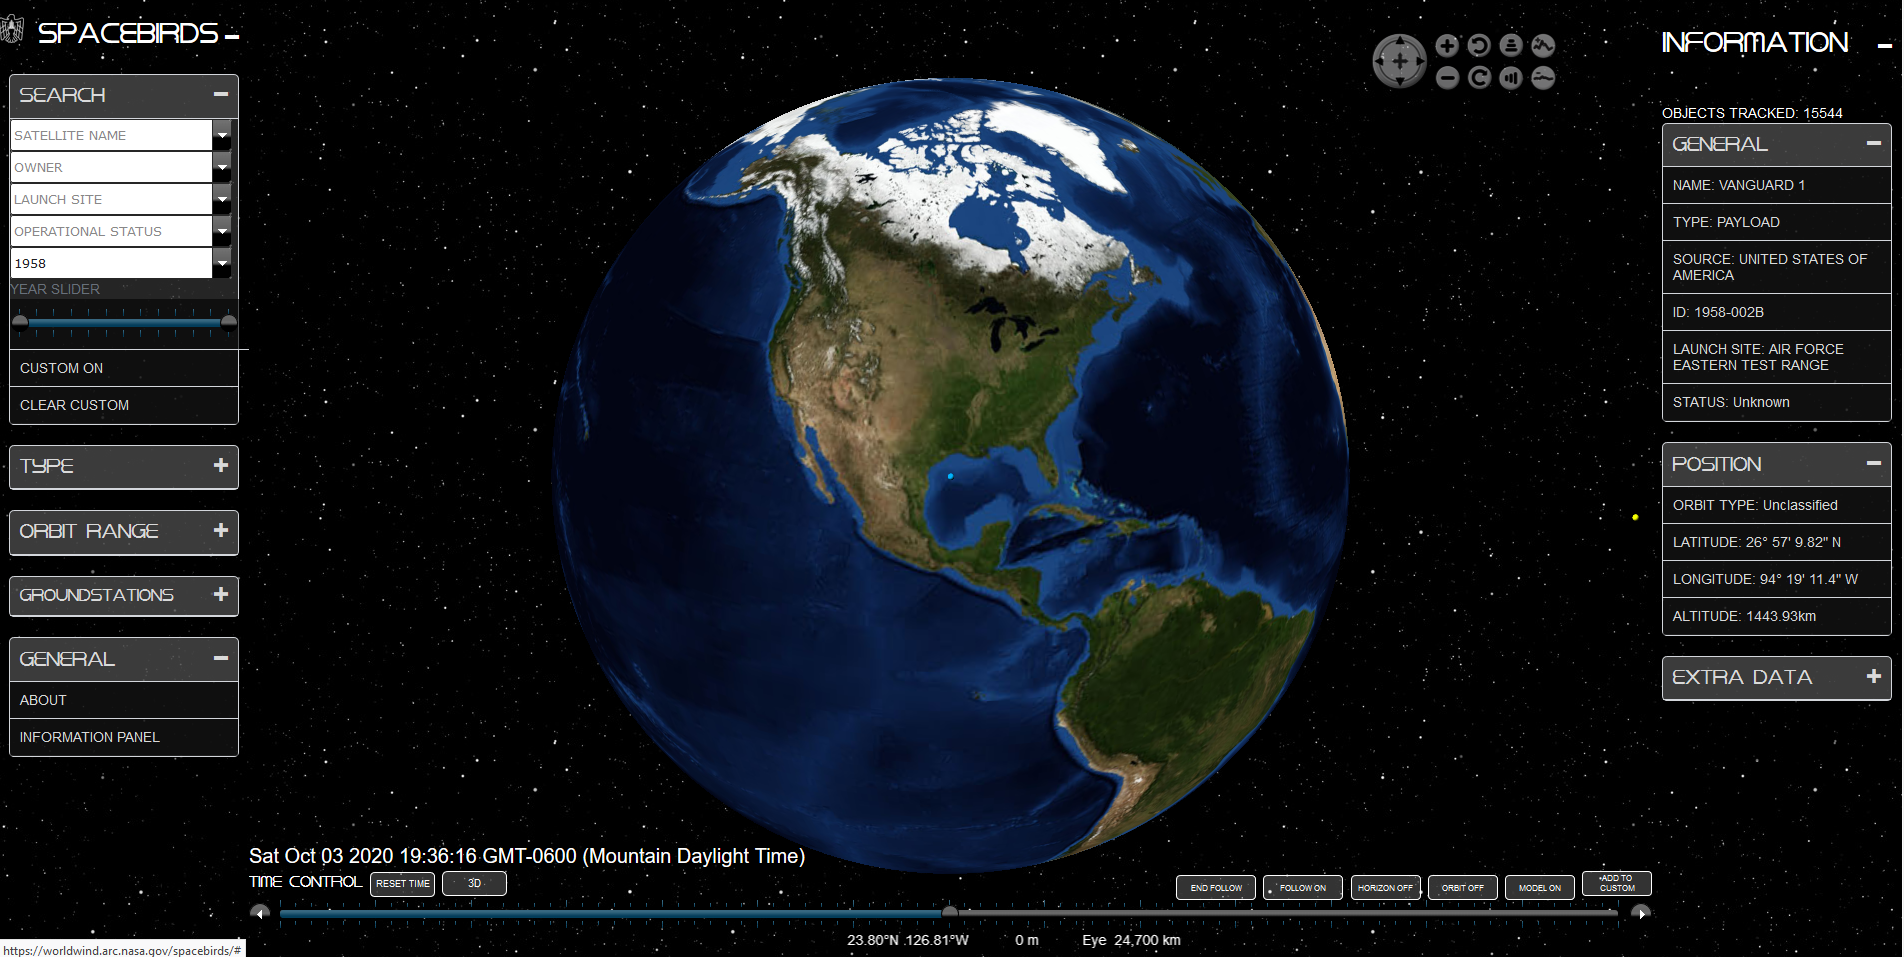 SPACEBIRDS
SEARCH
SATELLITE NAME
OWNER
LAUNCH SITE
OPERATIONAL STATUS
1958
YEAR SLIDER
CUSTOM ON
CLEAR CUSTOM
TYPE
ORBIT RANGE
GROUNDSTATIONS
GENERAL
ABOUT
INFORMATION PANEL
INFORMATION
OBJECTS TRACKED: 15544
GENERAL
NAME: VANGUARD 1
TYPE: PAYLOAD
SOURCE: UNITED STATES OF
AMERICA
ID: 1958-002B
LAUNCH SITE: AIR FORCE
EASTERN TEST RANGE
STATUS: Unknown
POSITION
ORBIT TYPE: Unclassified
LATITUDE: 26° 57' 9.82" N
LONGITUDE: 94° 19' 11.4" W
ALTITUDE: 1443.93km
EXTRA DATA
Sat Oct 03 2020 19:36:16 GMT-0600 (Mountain Daylight Time)
TIME CONTROL
RESET TIME
3D
END FOLLOW
FOLLOW ON
HORIZON OFF
ORBIT OFF
MODEL ON
ADD TO
CUSTOM
23.80°N 126.81°W
0 m
Eye 24,700 km
https://worldwind.arc.nasa.gov/spacebirds/#